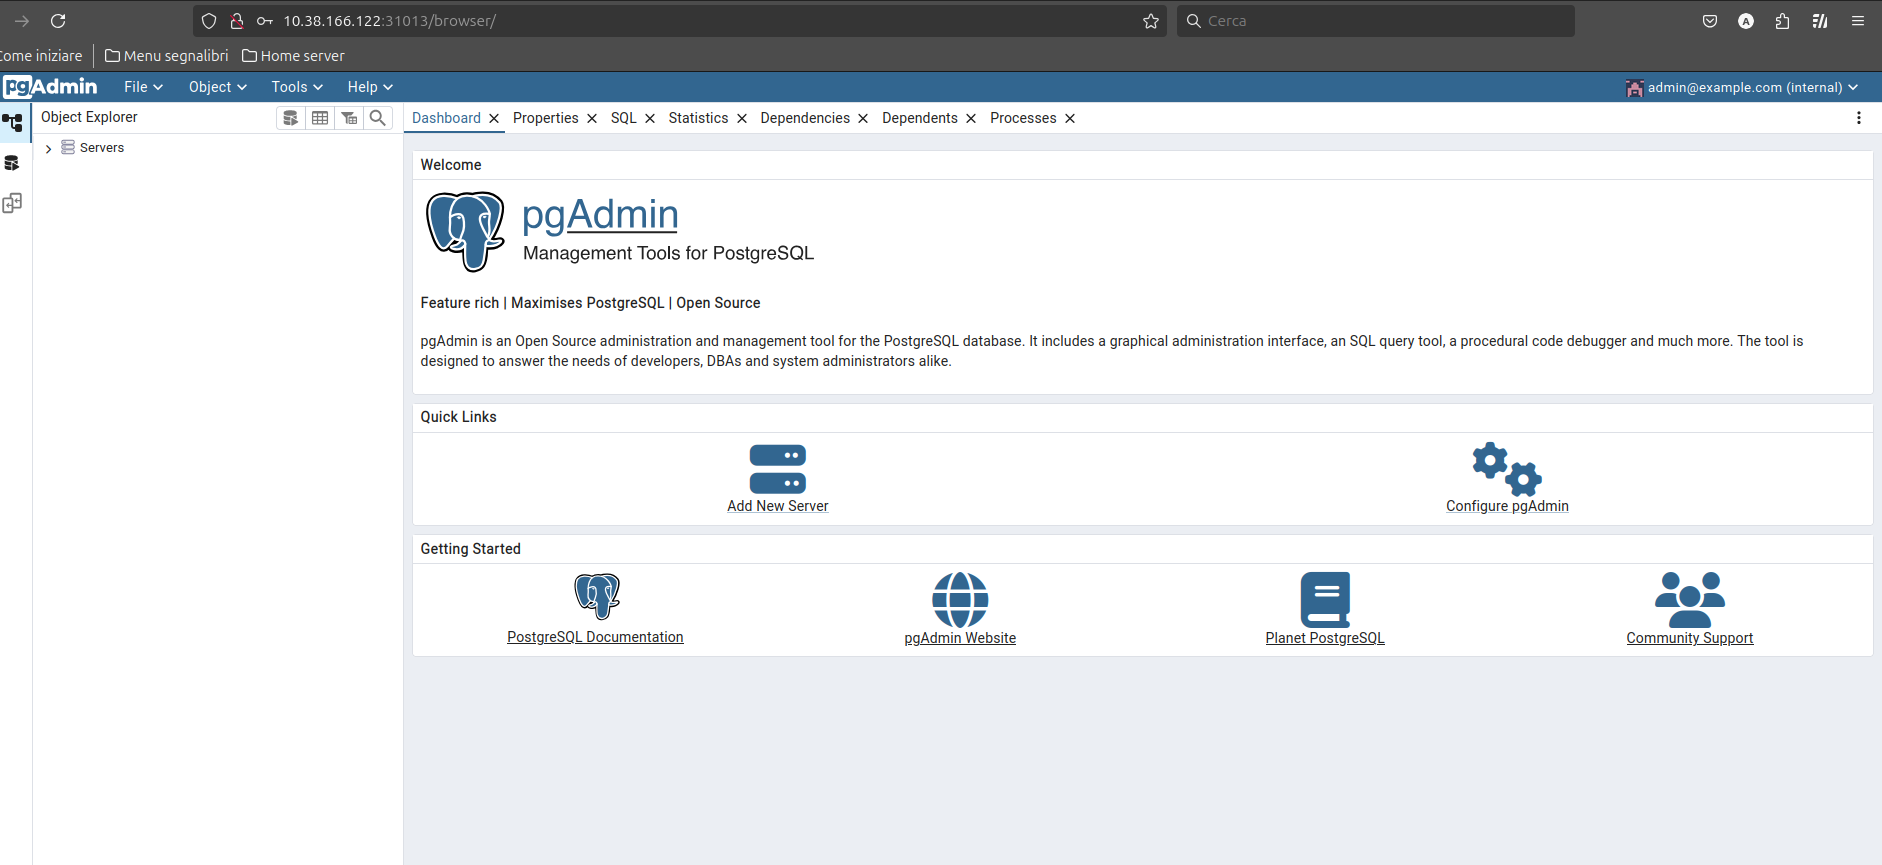 10.38.166.122:31013/browser/
Cerca
A
Come iniziare
Menu segnalibri
Home server
pgAdmin
File
Object
Tools
Help
admin@example.com (internal)
Object Explorer
Dashboard
Properties
SQL
Statistics
Dependencies
Dependents
Processes
Servers
Welcome
pgAdmin
Management Tools for PostgreSQL
Feature rich | Maximises PostgreSQL | Open Source
pgAdmin is an Open Source administration and management tool for the PostgreSQL database. It includes a graphical administration interface, an SQL query tool, a procedural code debugger and much more. The tool is
designed to answer the needs of developers, DBAs and system administrators alike.
Quick Links
Add New Server
Configure pgAdmin
Getting Started
PostgreSQL Documentation
pgAdmin Website
Planet PostgreSQL
Community Support